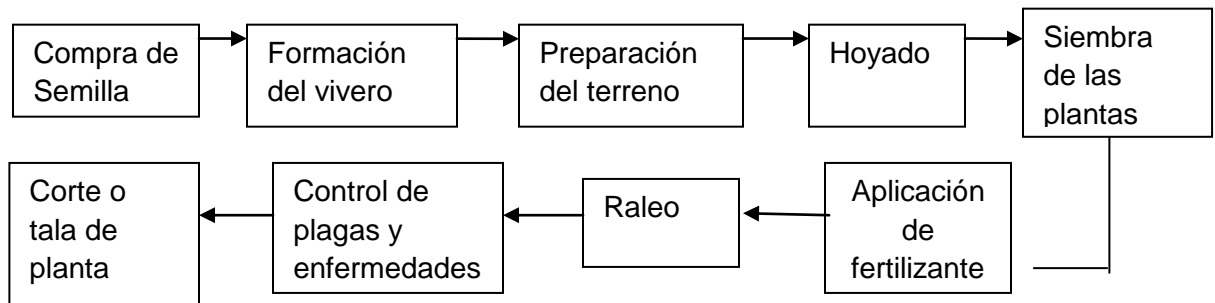 Compra de
Semilla
Formación
del vivero
Preparación
del terreno
Hoyado
Siembra
de las
plantas
Aplicación
de
fertilizante
Raleo
Control de
plagas y
enfermedades
Corte o
tala de
planta